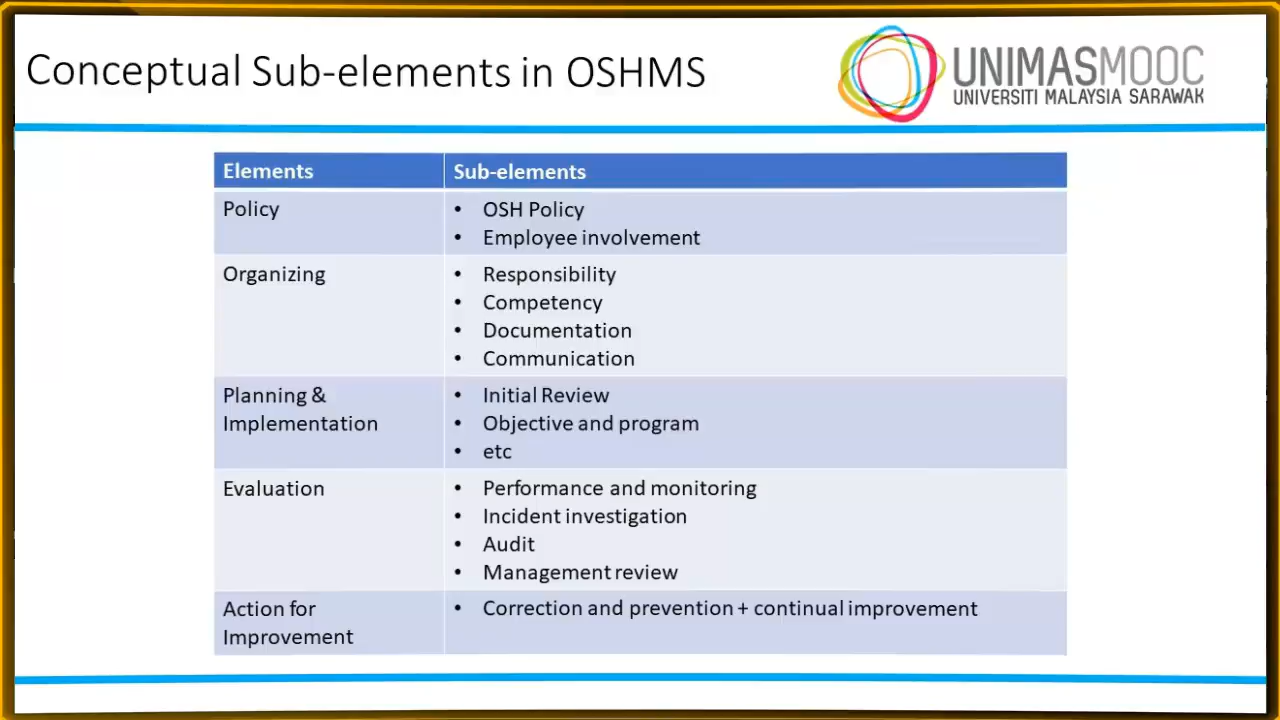 Conceptual Sub-elements in OSHMS
UNIMASMOOC
UNIVERSITI MALAYSIA SARAWAK
Elements
Sub-elements
Policy
• OSH Policy
• Employee involvement
Organizing
• Responsibility
• Competency
• Documentation
• Communication
Planning &
Implementation
• Initial Review
• Objective and program
• etc
Evaluation
• Performance and monitoring
• Incident investigation
• Audit
• Management review
Action for
Improvement
• Correction and prevention + continual improvement